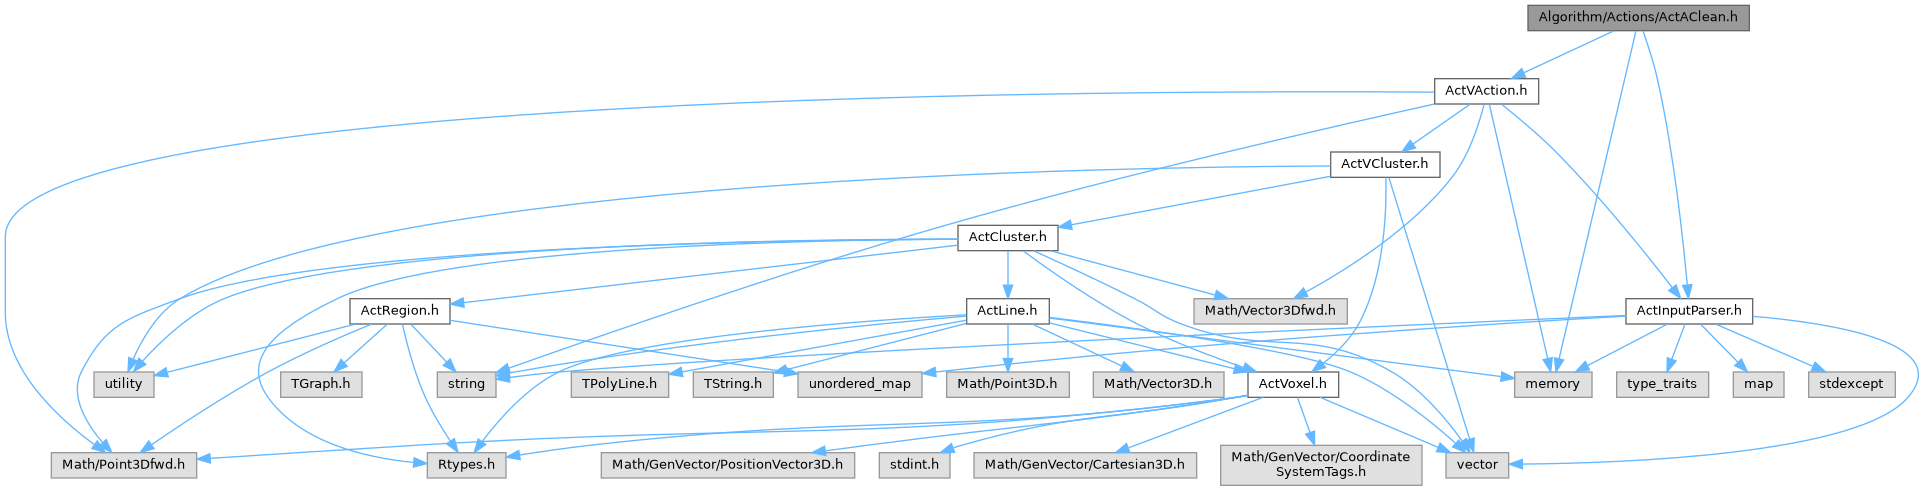 Algorithm/Actions/ActAClean.h
ActVAction.h
ActVCluster.h
ActCluster.h
ActRegion.h
ActLine.h
Math/Vector3Dfwd.h
ActInputParser.h
utility
TGraph.h
string
TPolyLine.h
TString.h
unordered_map
Math/Point3D.h
Math/Vector3D.h
ActVoxel.h
memory
type_traits
map
stdexcept
Math/Point3Dfwd.h
Rtypes.h
Math/GenVector/PositionVector3D.h
stdint.h
Math/GenVector/Cartesian3D.h
Math/GenVector/Coordinate
SystemTags.h
vector